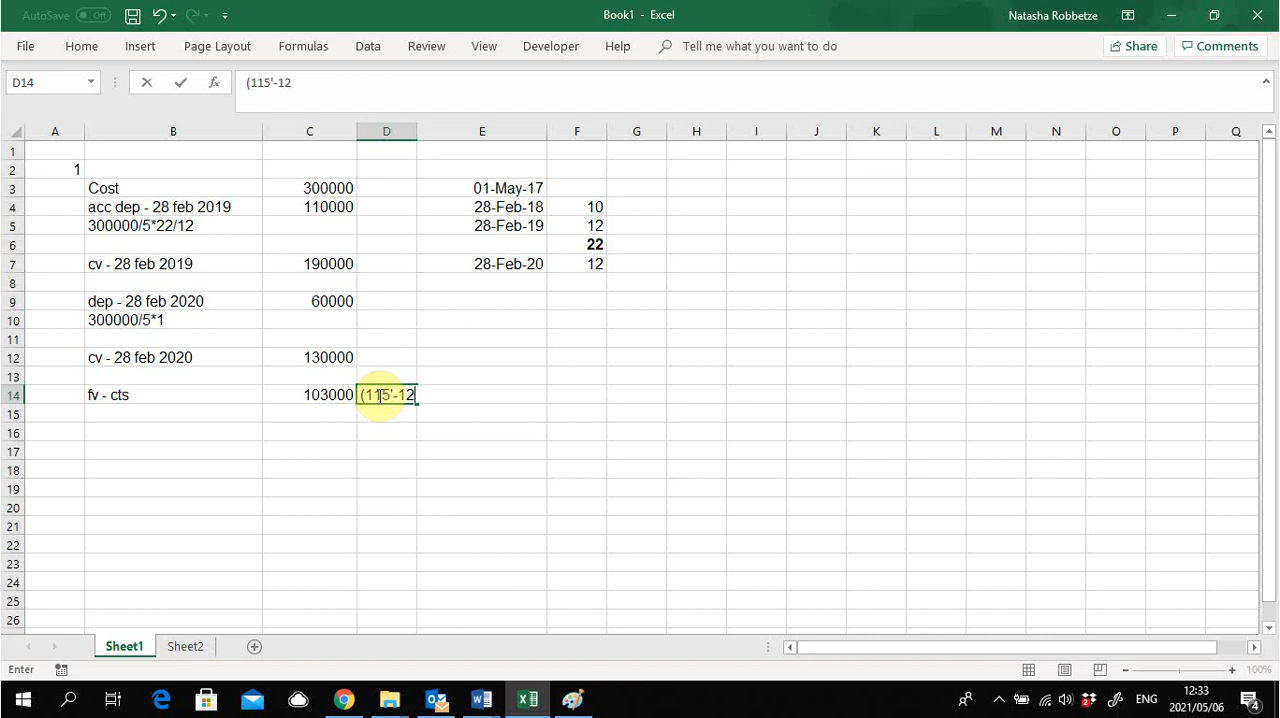 AutoSave Off
Book1 - Excel
Natasha Robbetze
File Home Insert Page Layout Formulas Data Review View Developer Help Tell me what you want to do Share Comments
D14 fx (115'-12
A B C D E F G H I J K L M N O P Q
1
2 1
3 Cost 300000 01-May-17
4 acc dep - 28 feb 2019 110000 28-Feb-18 10
5 300000/5*22/12 28-Feb-19 12
6 22
7 cv - 28 feb 2019 190000 28-Feb-20 12
8
9 dep - 28 feb 2020 60000
10 300000/5*1
11
12 cv - 28 feb 2020 130000
13
14 fv - cts 103000 (115'-12
15
16
17
18
19
20
21
22
23
24
25
26
Sheet1 Sheet2
Enter 100%
ENG 12:33
2021/05/06 4